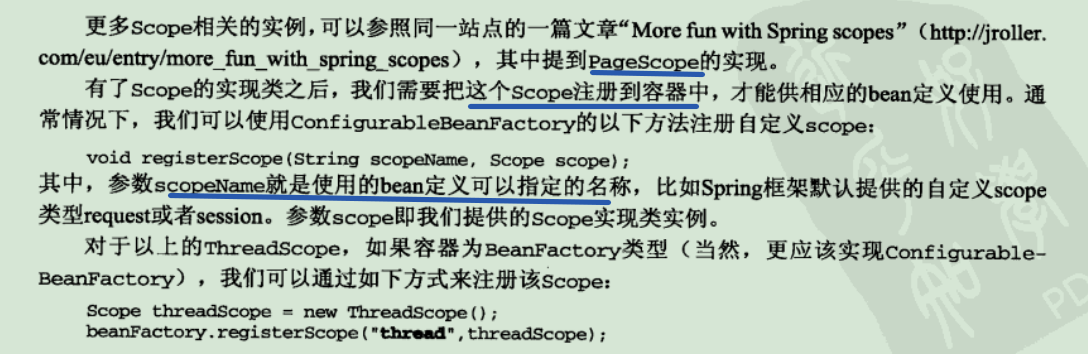 更多Scope相关的实例,可以参照同一站点的一篇文章“More fun with Spring scopes”(http://jroller.
com/eu/entry/more_fun_with_spring_scopes),其中提到PageScope的实现。
有了Scope的实现类之后,我们需要把这个Scope注册到容器中,才能供相应的bean定义使用。通
常情况下,我们可以使用ConfigurableBeanFactory的以下方法注册自定义scope:
void registerScope(String scopeName, Scope scope);
其中,参数scopeName就是使用的bean定义可以指定的名称,比如Spring框架默认提供的自定义scope
类型request或者session。参数scope即我们提供的Scope实现类实例。
对于以上的ThreadScope,如果容器为BeanFactory类型(当然,更应该实现Configurable-
BeanFactory),我们可以通过如下方式来注册该Scope:
Scope threadScope = new ThreadScope();
beanFactory.registerScope("thread",threadScope);
PD